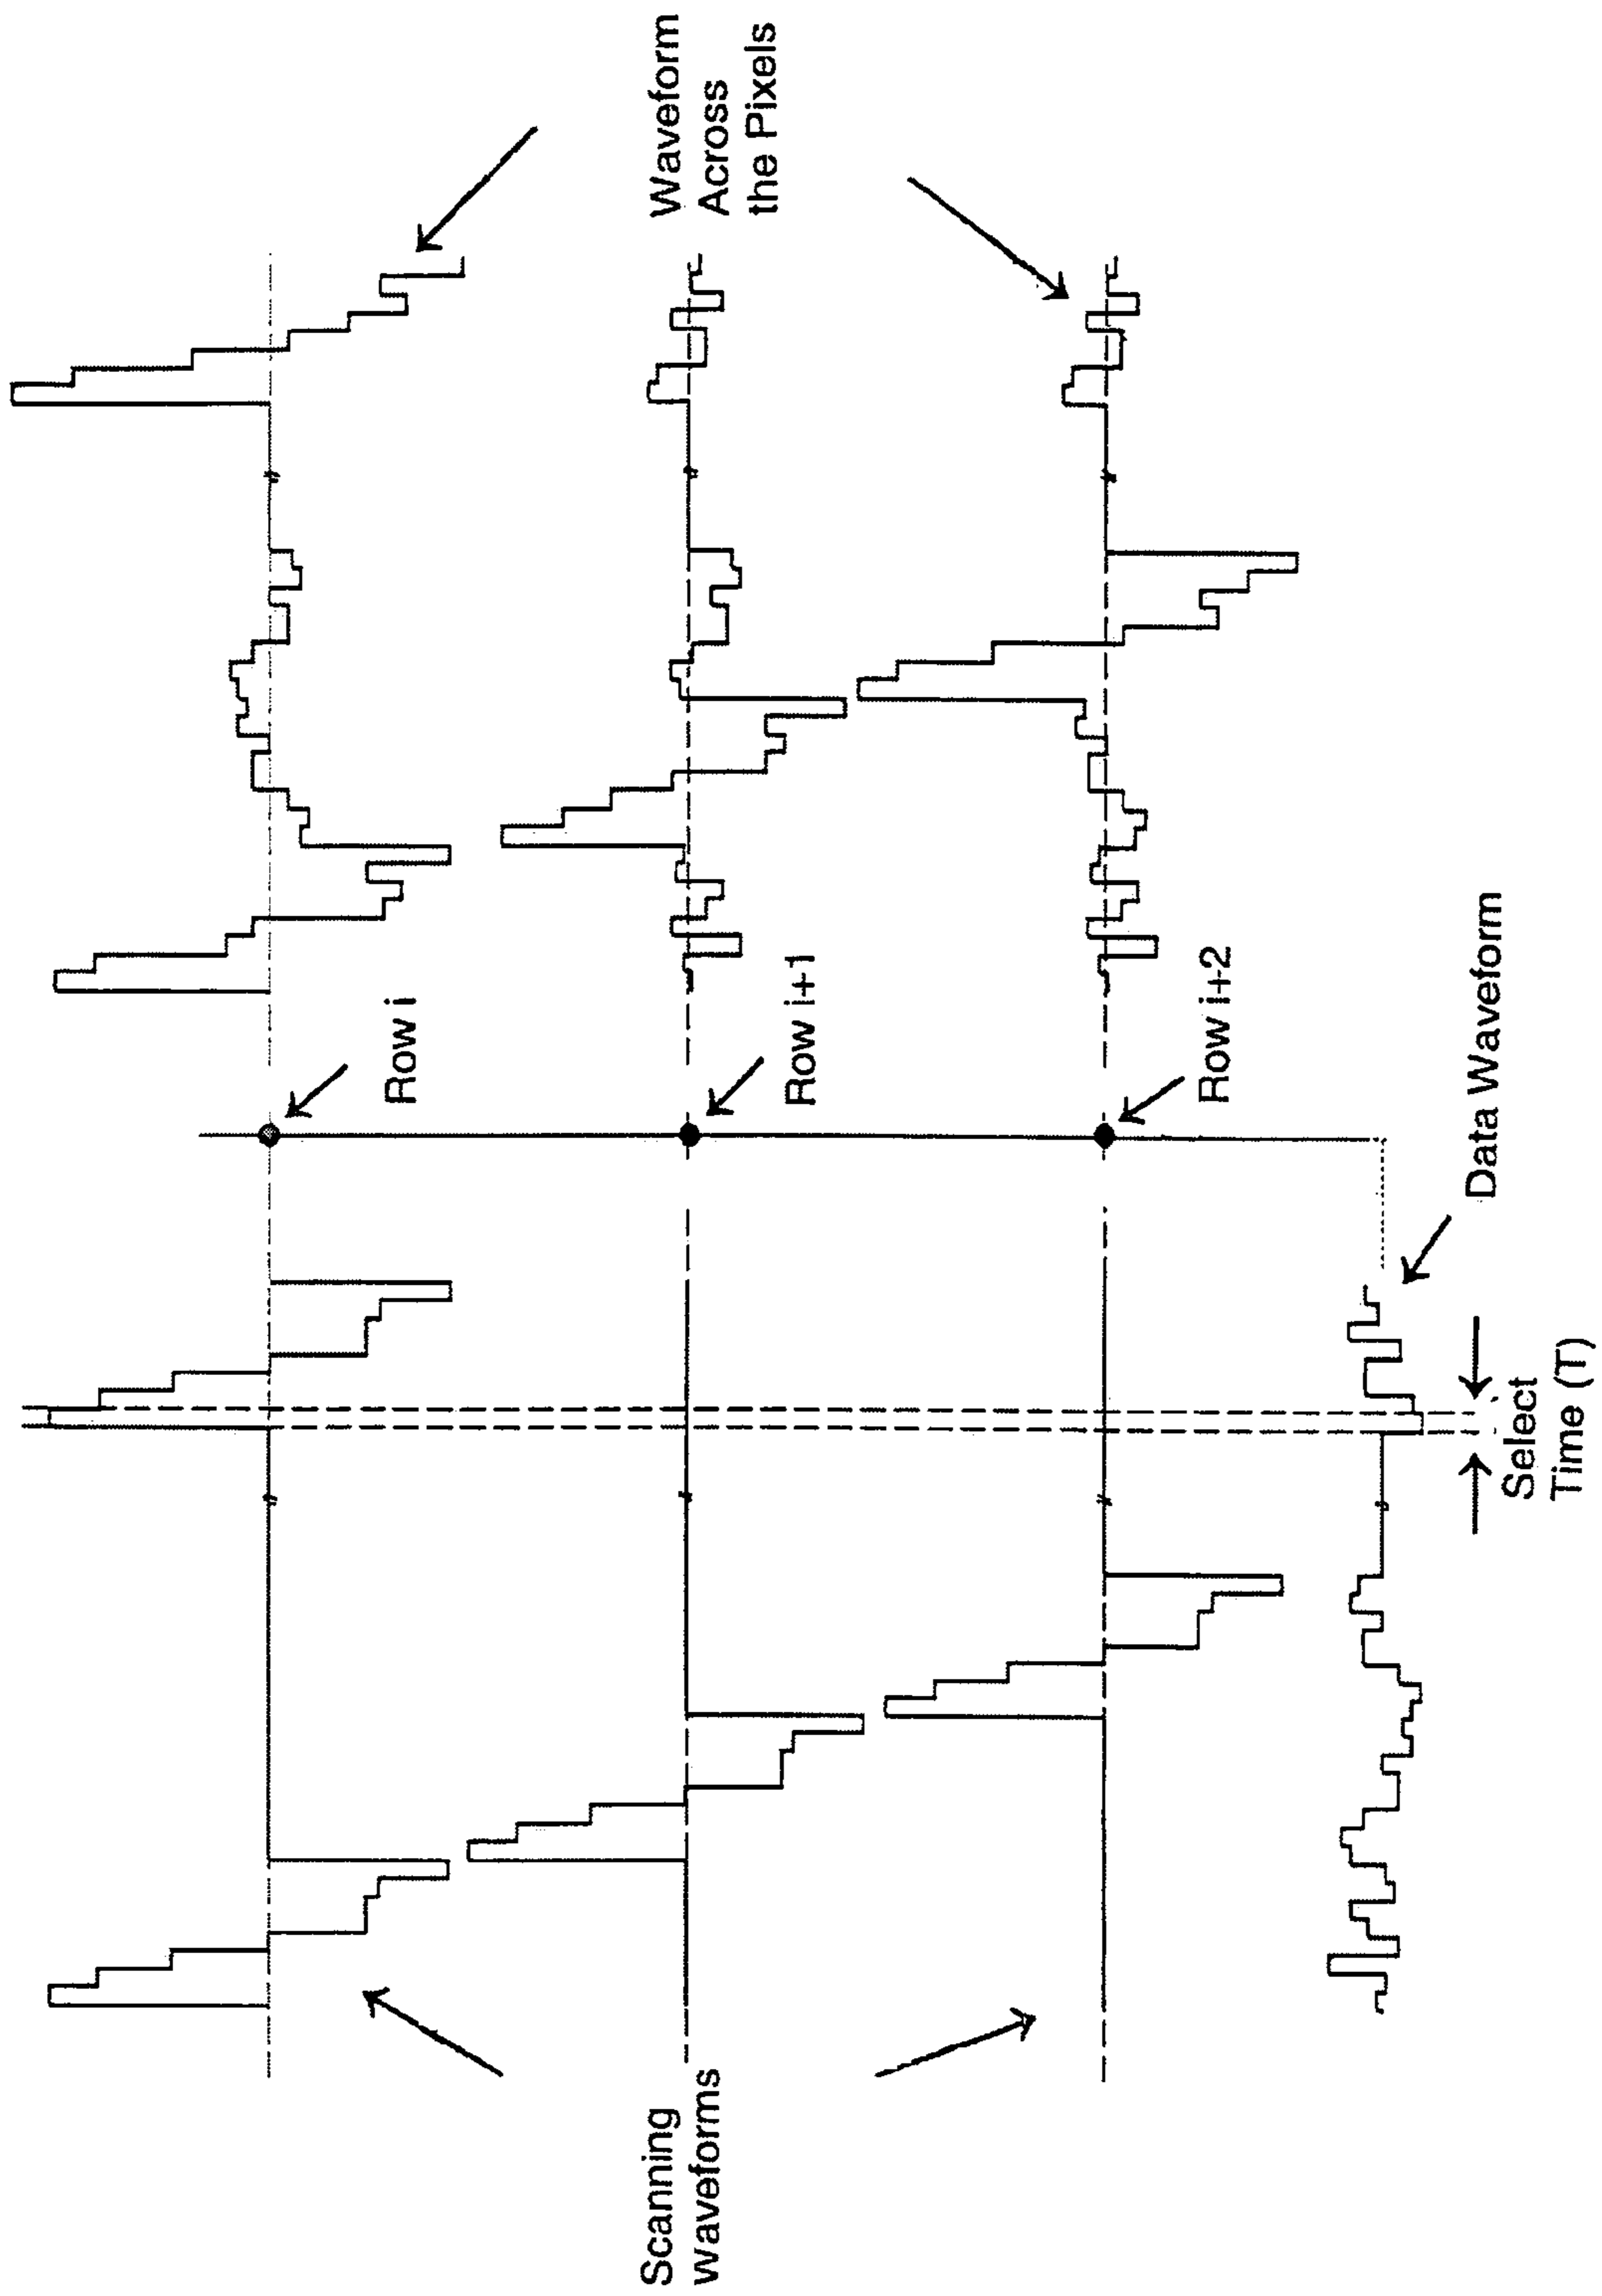 Scanning
waveforms
Row i
Row i+1
Row i+2
Waveform
Across
the Pixels
Data Waveform
Select
Time (T)